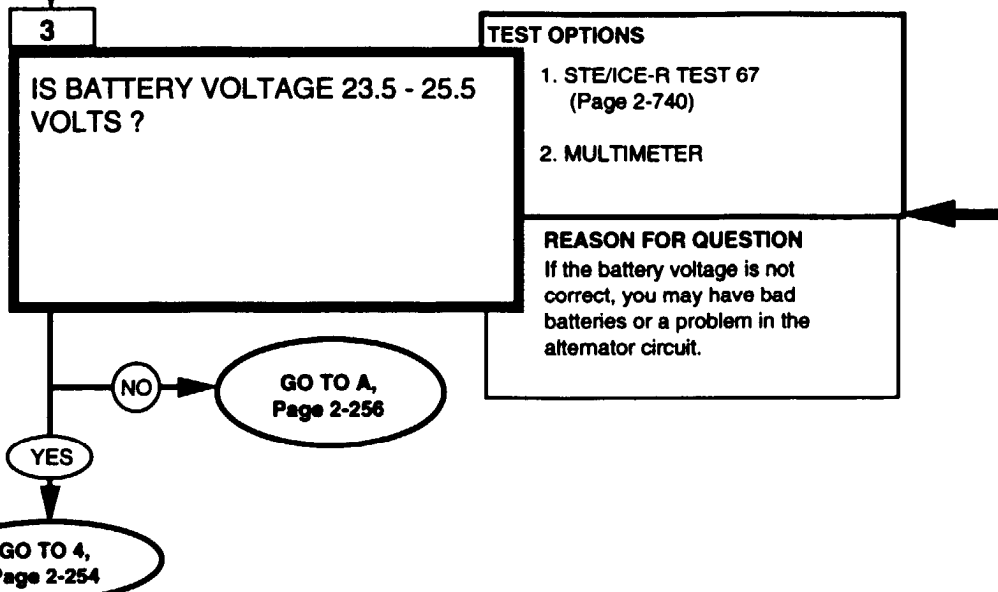 3
IS BATTERY VOLTAGE 23.5 - 25.5
VOLTS ?
TEST OPTIONS
1. STE/ICE-R TEST 67
(Page 2-740)
2. MULTIMETER
REASON FOR QUESTION
If the battery voltage is not
correct, you may have bad
batteries or a problem in the
alternator circuit.
NO
GO TO A,
Page 2-256
YES
GO TO 4,
Page 2-254